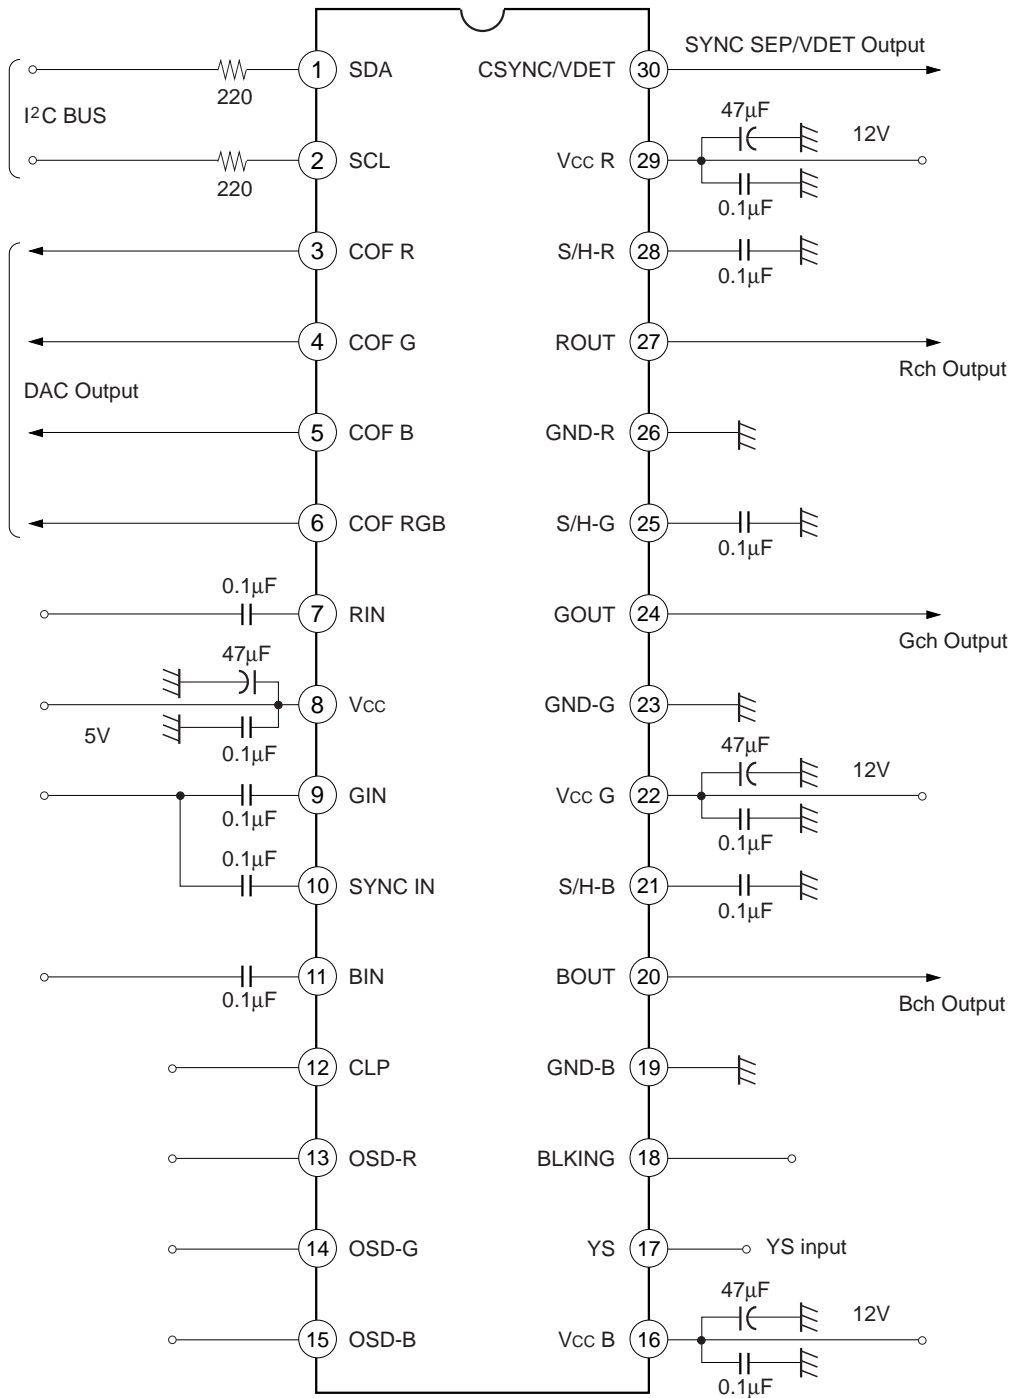 SYNC SEP/VDET Output
1 SDA CSYNC/VDET 30
220
I2C BUS
47µF
12V
2 SCL VCC R 29
220
0.1µF
3 COF R S/H-R 28
0.1µF
4 COF G ROUT 27
Rch Output
DAC Output
5 COF B GND-R 26
6 COF RGB S/H-G 25
0.1µF
0.1µF
7 RIN GOUT 24
Gch Output
47µF
8 VCC GND-G 23
5V
0.1µF
47µF
12V
9 GIN VCC G 22
0.1µF
0.1µF
0.1µF
10 SYNC IN S/H-B 21
0.1µF
11 BIN BOUT 20
0.1µF
Bch Output
12 CLP GND-B 19
13 OSD-R BLKING 18
14 OSD-G YS 17 YS input
47µF
12V
15 OSD-B VCC B 16
0.1µF